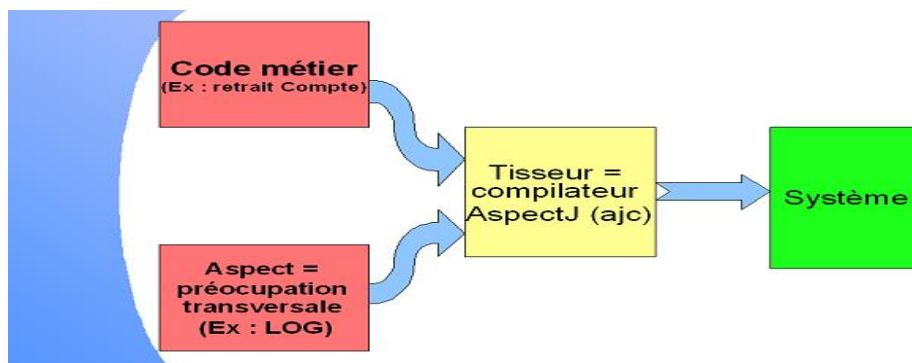 Code métier
(Ex : retrait Compte)
Tisseur =
compilateur
AspectJ (ajc)
Système
Aspect =
préocupation
transversale
(Ex : LOG)